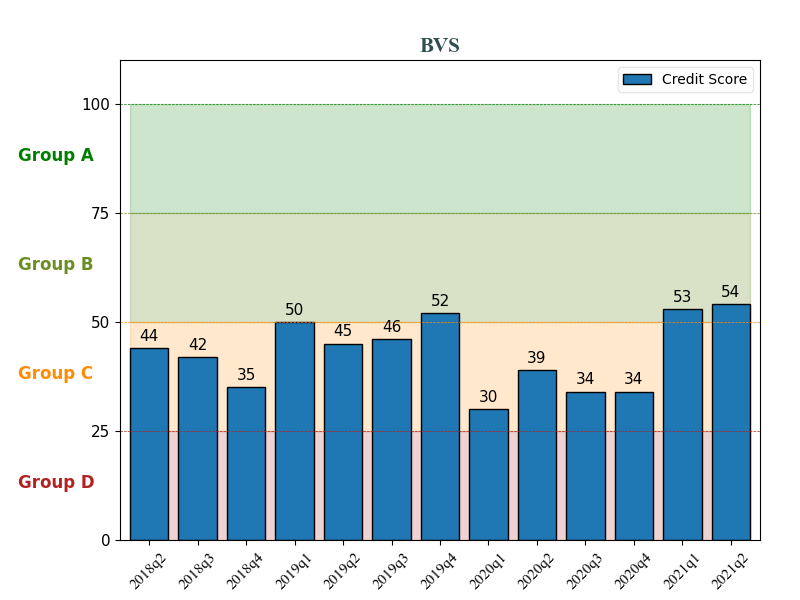 BVS
Credit Score
100
Group A
75
Group B
50
Group C
25
Group D
0
44
42
35
50
45
46
52
30
39
34
34
53
54
2018q2
2018q3
2018q4
2019q1
2019q2
2019q3
2019q4
2020q1
2020q2
2020q3
2020q4
2021q1
2021q2